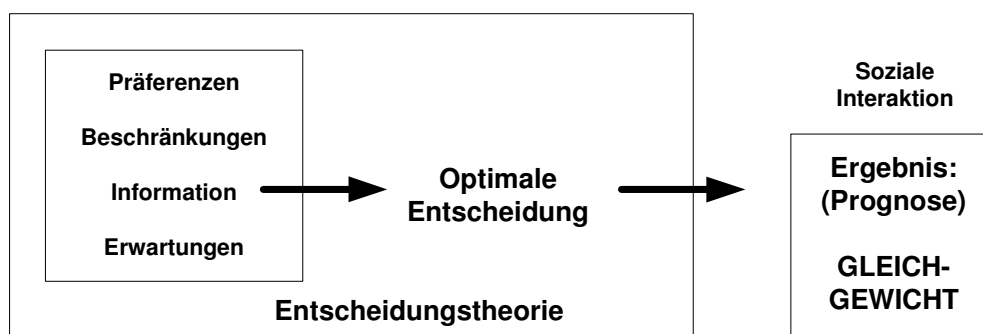 Präferenzen
Beschränkungen
Information
Erwartungen
Optimale
Entscheidung
Entscheidungstheorie
Soziale
Interaktion
Ergebnis:
(Prognose)
GLEICH-
GEWICHT